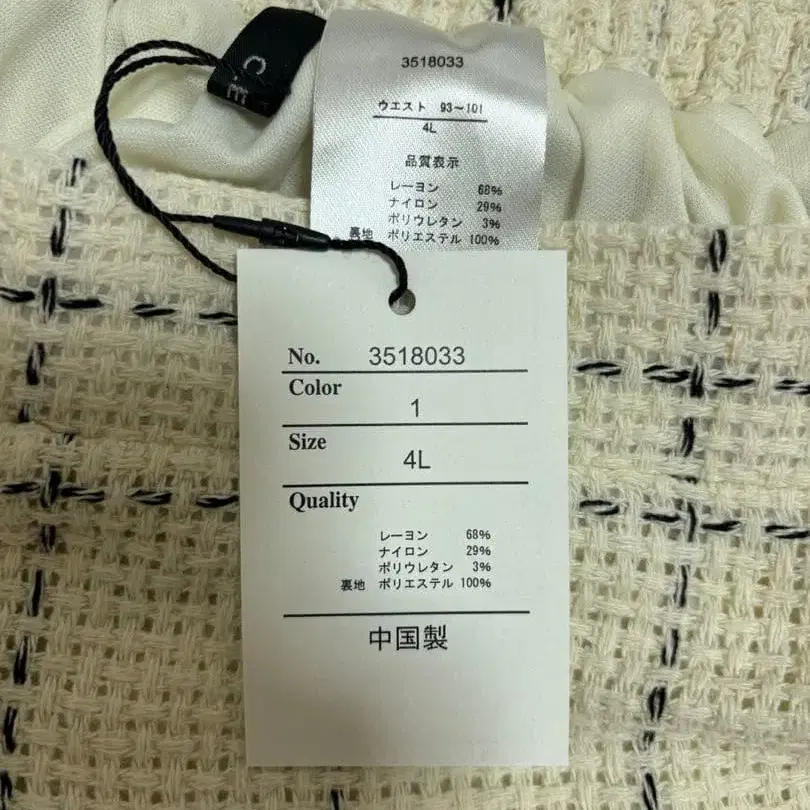 3518033
ウエスト 93～101
4L
品質表示
レーヨン 68%
ナイロン 29%
ポリウレタン 3%
裏地 ポリエステル 100%
No. 3518033
Color
1
Size
4L
Quality
レーヨン 68%
ナイロン 29%
ポリウレタン 3%
裏地 ポリエステル 100%
中国製